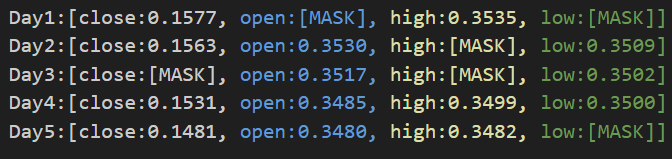 Day1:[close:0.1577, open:[MASK], high:0.3535, low:[MASK]]
Day2:[close:0.1563, open:0.3530, high:[MASK], low:0.3509]
Day3:[close:[MASK], open:0.3517, high:[MASK], low:0.3502]
Day4:[close:0.1531, open:0.3485, high:0.3499, low:0.3500]
Day5:[close:0.1481, open:0.3480, high:0.3482, low:[MASK]]